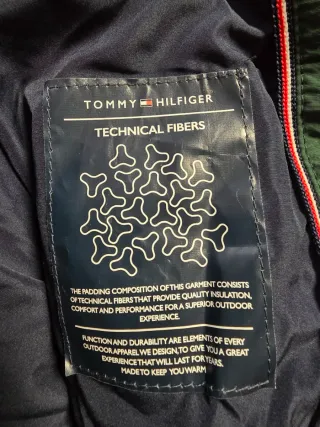 TOMMY HILFIGER
TECHNICAL FIBERS
THE PADDING COMPOSITION OF THIS GARMENT CONSISTS
OF TECHNICAL FIBERS THAT PROVIDE QUALITY INSULATION,
COMFORT AND PERFORMANCE FOR A SUPERIOR OUTDOOR
EXPERIENCE.
FUNCTION AND DURABILITY ARE ELEMENTS OF EVERY
OUTDOOR APPAREL WE DESIGN, TO GIVE YOU A GREAT
EXPERIENCE THAT WILL LAST FOR YEARS.
MADE TO KEEP YOU WARM